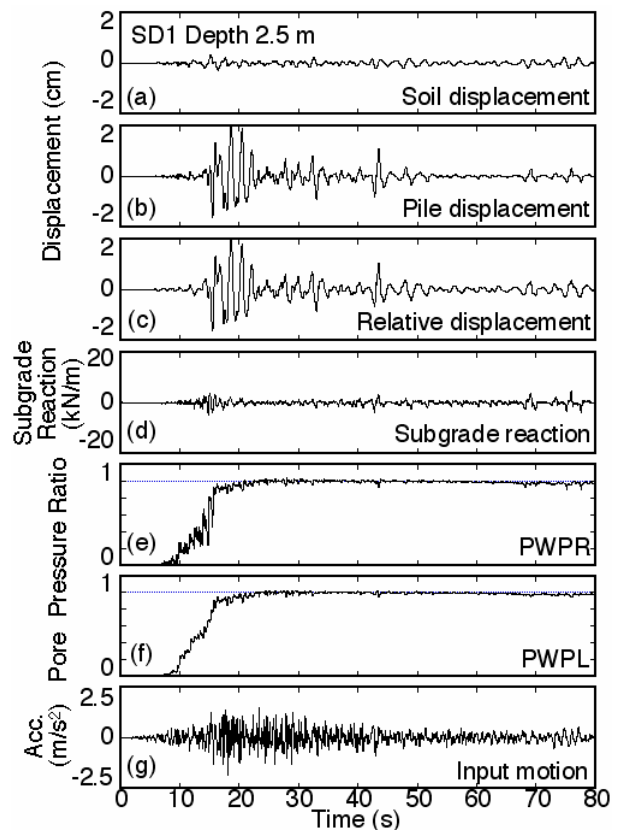 SD1 Depth 2.5 m
2
0
-2
(a)
Soil displacement
2
0
-2
(b)
Pile displacement
Displacement (cm)
2
0
-2
(c)
Relative displacement
20
0
-20
Subgrade
Reaction
(kN/m)
(d)
Subgrade reaction
1
0
(e)
PWPR
Pore Pressure Ratio
1
0
(f)
PWPL
2.5
0
-2.5
Acc.
(m/s²)
(g)
Input motion
0 10 20 30 40 50 60 70 80
Time (s)